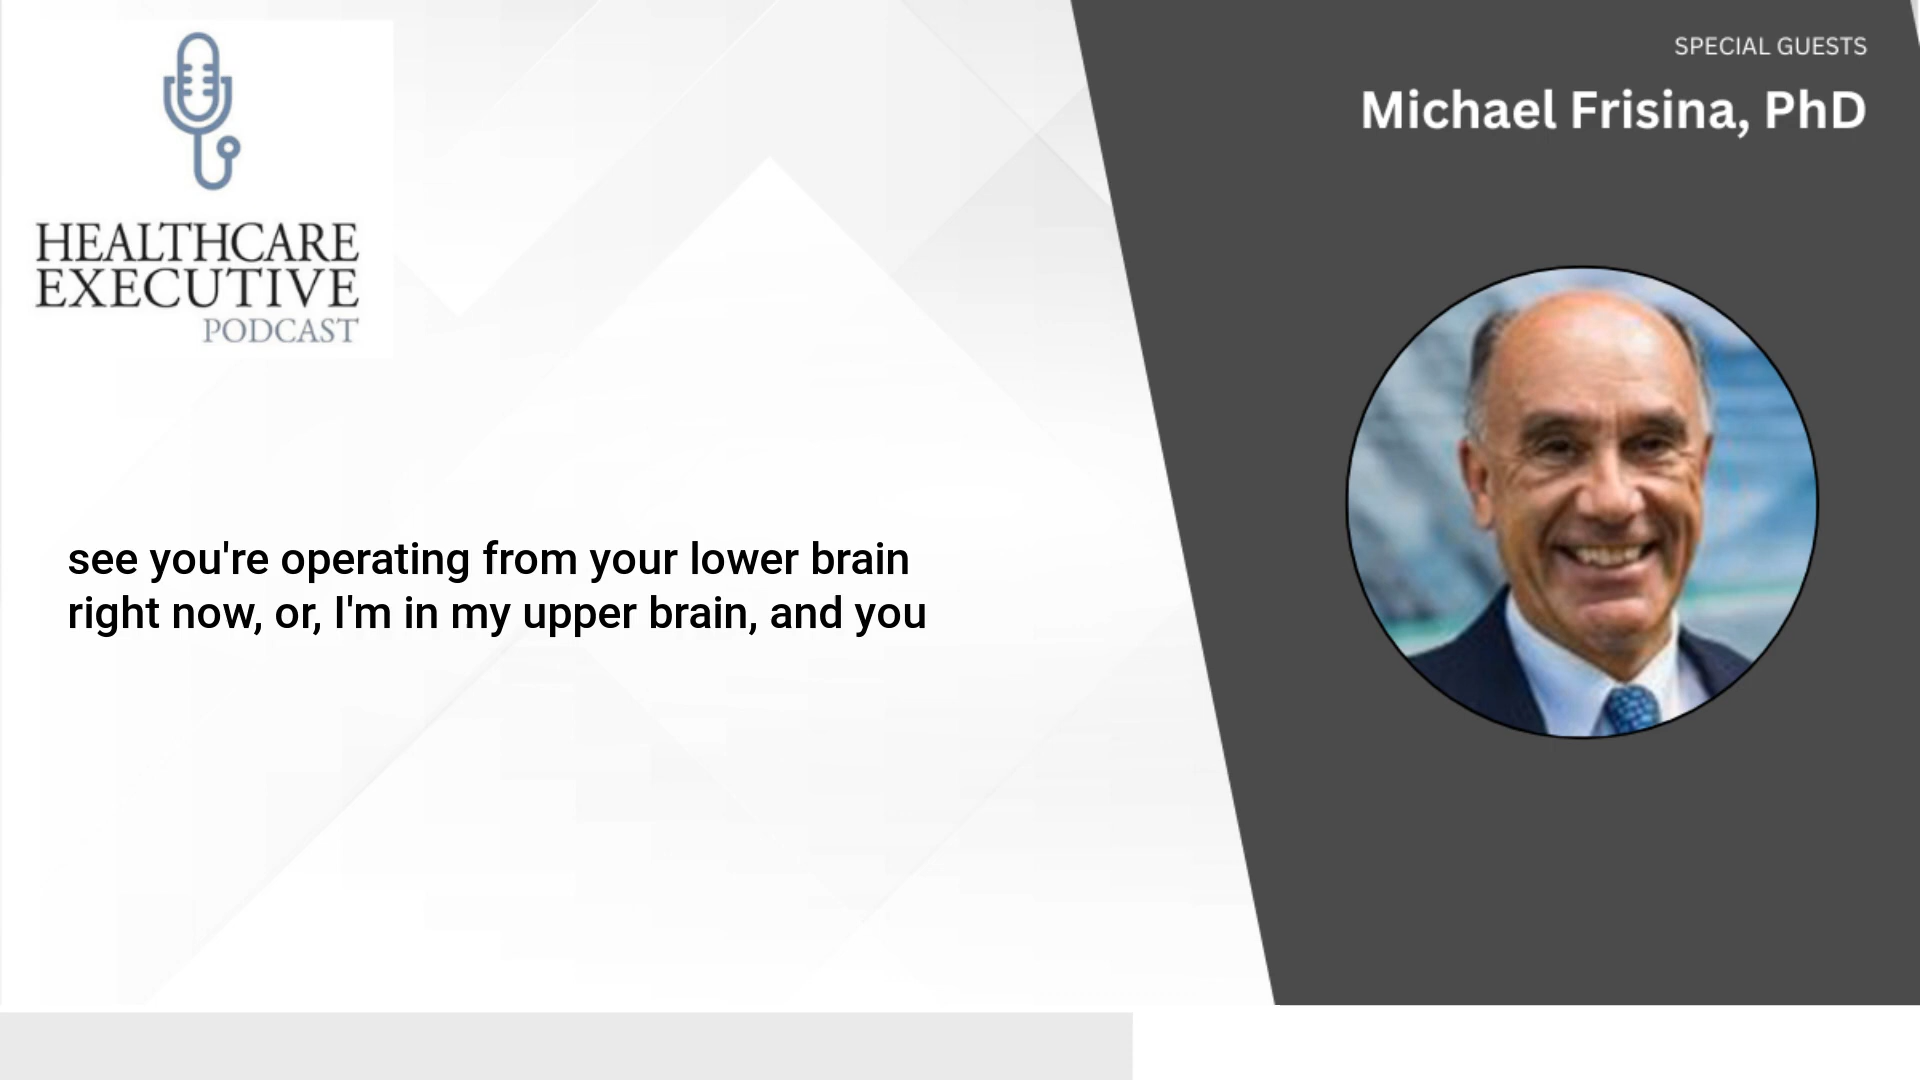 HEALTHCARE
EXECUTIVE
PODCAST
SPECIAL GUESTS
Michael Frisina, PhD
see you're operating from your lower brain
right now, or, I'm in my upper brain, and you